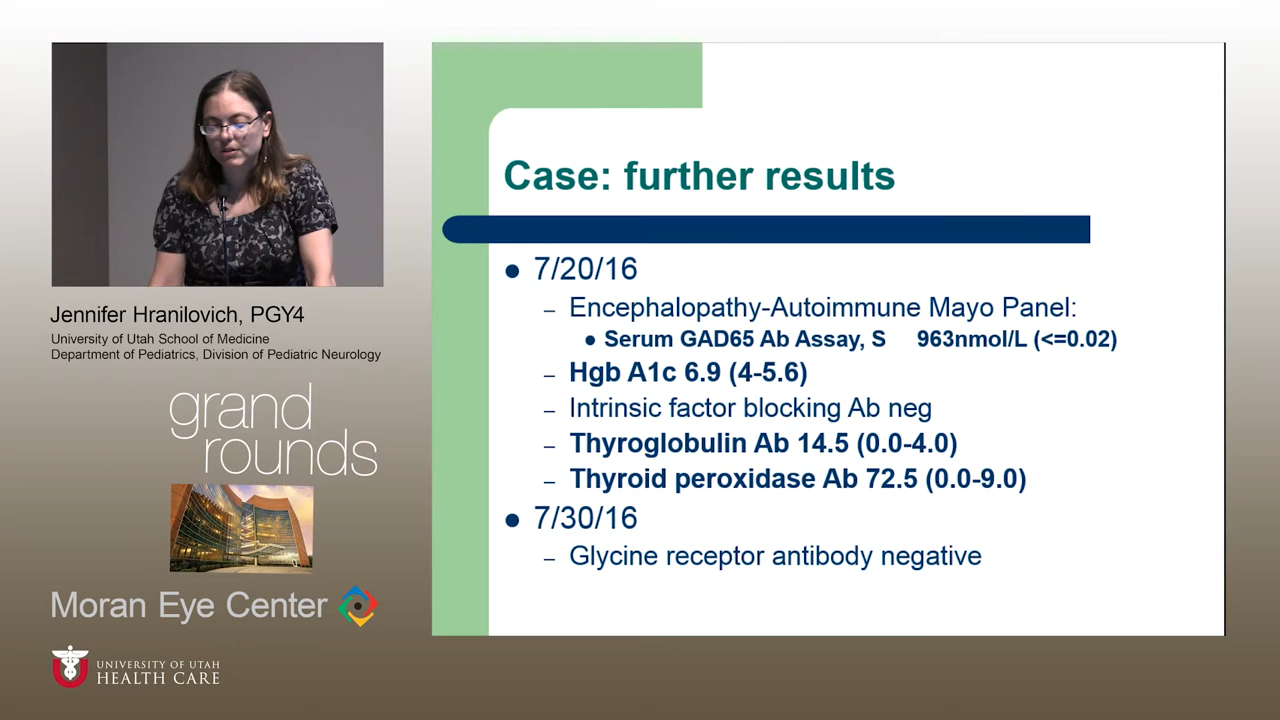 Case: further results
● 7/20/16
– Encephalopathy-Autoimmune Mayo Panel:
● Serum GAD65 Ab Assay, S 963nmol/L (<=0.02)
– Hgb A1c 6.9 (4-5.6)
– Intrinsic factor blocking Ab neg
– Thyroglobulin Ab 14.5 (0.0-4.0)
– Thyroid peroxidase Ab 72.5 (0.0-9.0)
● 7/30/16
– Glycine receptor antibody negative
Jennifer Hranilovich, PGY4
University of Utah School of Medicine
Department of Pediatrics, Division of Pediatric Neurology
grand
rounds
Moran Eye Center
UNIVERSITY OF UTAH
HEALTH CARE